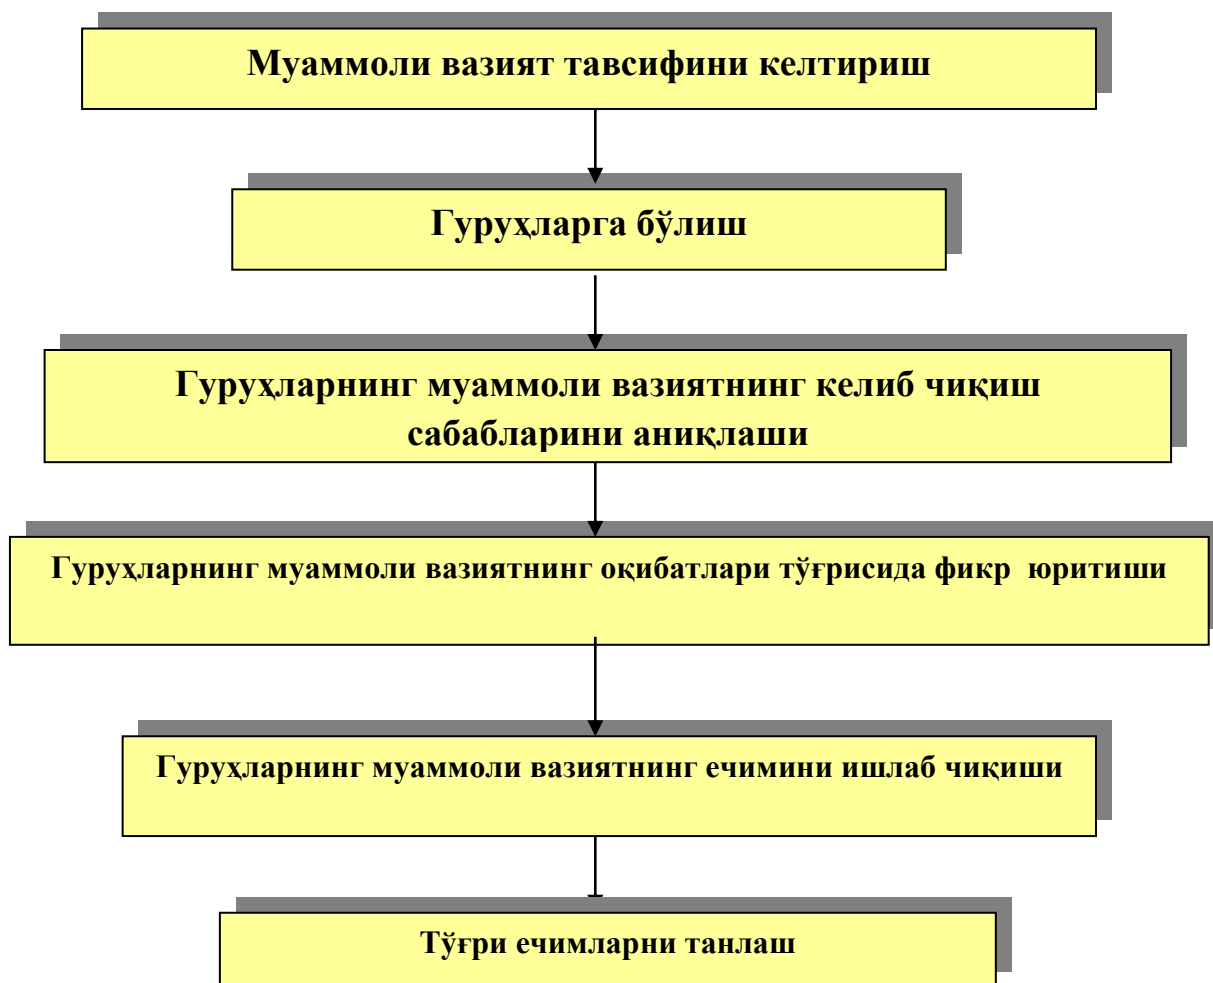 Муаммоли вазият тавсифини келтириш
Гуруҳларга бўлиш
Гуруҳларнинг муаммоли вазиятнинг келиб чиқиш
сабабларини аниқлаши
Гуруҳларнинг муаммоли вазиятнинг оқибатлари тўғрисида фикр юритиши
Гуруҳларнинг муаммоли вазиятнинг ечимини ишлаб чиқиши
Тўғри ечимларни танлаш